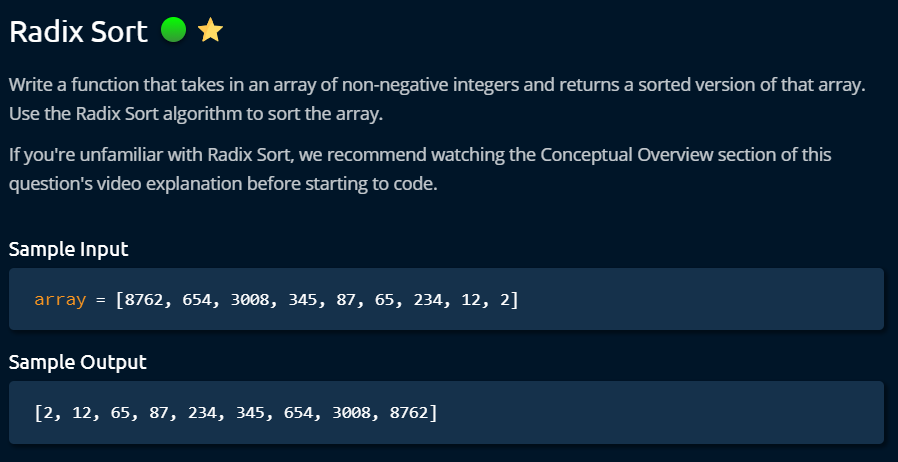 Radix Sort
Write a function that takes in an array of non-negative integers and returns a sorted version of that array.
Use the Radix Sort algorithm to sort the array.
If you're unfamiliar with Radix Sort, we recommend watching the Conceptual Overview section of this
question's video explanation before starting to code.
Sample Input
array = [8762, 654, 3008, 345, 87, 65, 234, 12, 2]
Sample Output
[2, 12, 65, 87, 234, 345, 654, 3008, 8762]